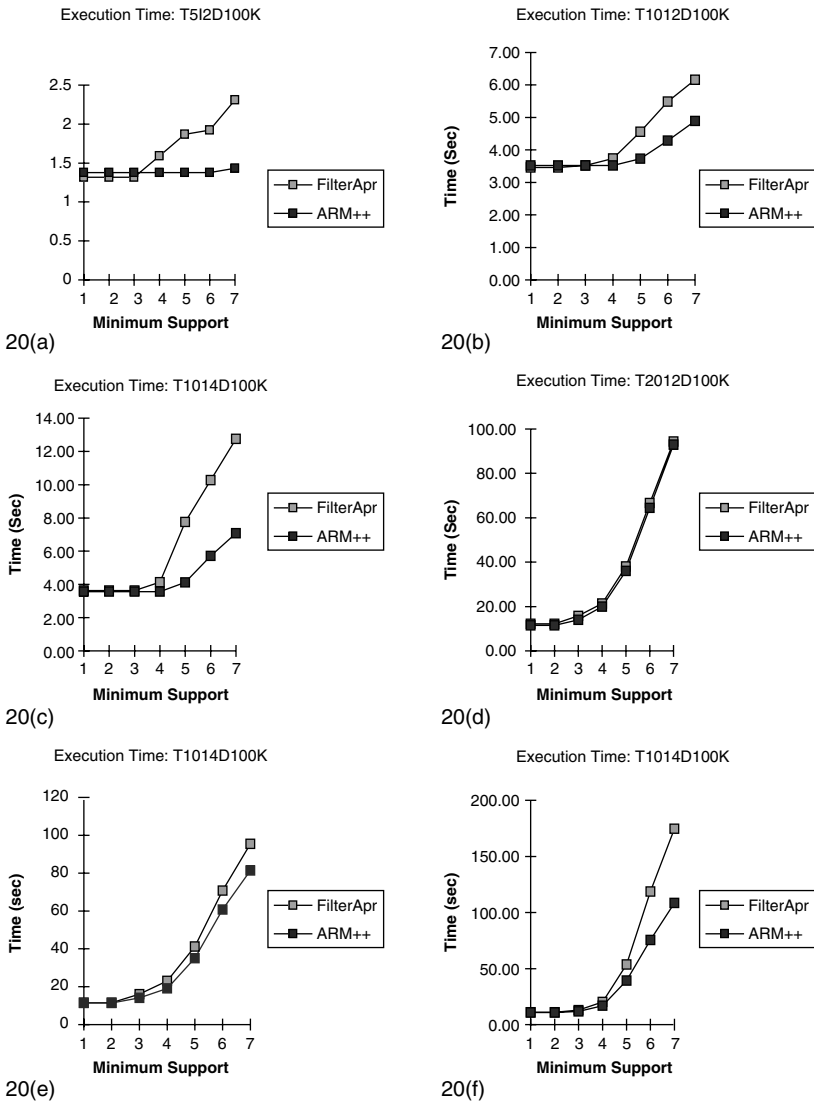 Execution Time: T5I2D100K
2.5
2
1.5
1
0.5
0
1 2 3 4 5 6 7
Minimum Support
FilterApr
ARM++
20(a)
Execution Time: T1012D100K
Time (Sec)
7.00
6.00
5.00
4.00
3.00
2.00
1.00
0.00
1 2 3 4 5 6 7
Minimum Support
FilterApr
ARM++
20(b)
Execution Time: T1014D100K
Time (Sec)
14.00
12.00
10.00
8.00
6.00
4.00
2.00
0.00
1 2 3 4 5 6 7
Minimum Support
FilterApr
ARM++
20(c)
Execution Time: T2012D100K
Time (Sec)
100.00
80.00
60.00
40.00
20.00
0.00
1 2 3 4 5 6 7
Minimum Support
FilterApr
ARM++
20(d)
Execution Time: T1014D100K
Time (sec)
120
100
80
60
40
20
0
1 2 3 4 5 6 7
Minimum Support
FilterApr
ARM++
20(e)
Execution Time: T1014D100K
Time (sec)
200.00
150.00
100.00
50.00
0.00
1 2 3 4 5 6 7
Minimum Support
FilterApr
ARM++
20(f)